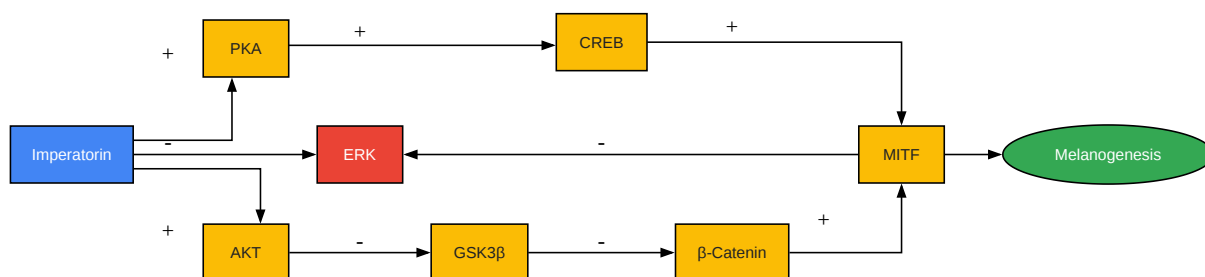 +
PKA
+
CREB
+
Imperatorin
-
ERK
-
MITF
Melanogenesis
+
AKT
-
GSK3β
-
β-Catenin
+